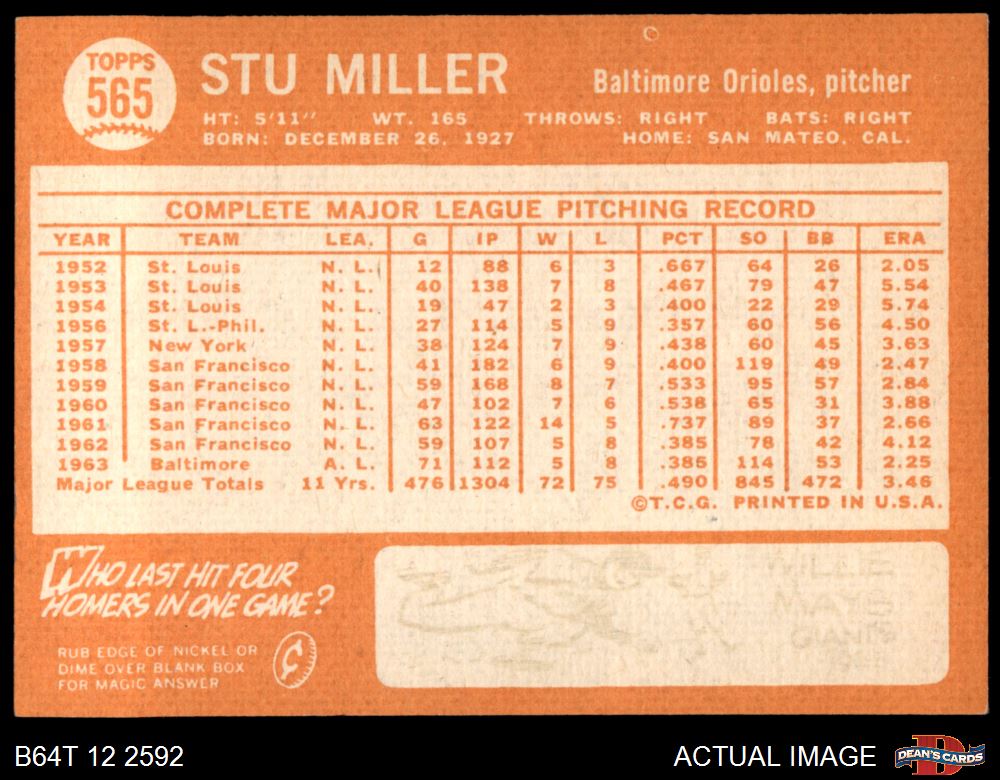 TOPPS
565
STU MILLER
Baltimore Orioles, pitcher
HT: 5'11" WT. 165 THROWS: RIGHT BATS: RIGHT
BORN: DECEMBER 26, 1927 HOME: SAN MATEO, CAL.
COMPLETE MAJOR LEAGUE PITCHING RECORD
YEAR TEAM LEA. G IP W L PCT SO BB ERA
1952 St. Louis N. L. 12 88 6 3 .667 64 26 2.05
1953 St. Louis N. L. 40 138 7 8 .467 79 47 5.54
1954 St. Louis N. L. 19 47 2 3 .400 22 29 5.74
1956 St. L.-Phil. N. L. 27 114 5 9 .357 60 56 4.50
1957 New York N. L. 38 124 7 9 .438 60 45 3.63
1958 San Francisco N. L. 41 182 6 9 .400 119 49 2.47
1959 San Francisco N. L. 59 168 8 7 .533 95 57 2.84
1960 San Francisco N. L. 47 102 7 6 .538 65 31 3.88
1961 San Francisco N. L. 63 122 14 5 .737 89 37 2.66
1962 San Francisco N. L. 59 107 5 8 .385 78 42 4.12
1963 Baltimore A. L. 71 112 5 8 .385 114 53 2.25
Major League Totals 11 Yrs. 476 1304 72 75 .490 845 472 3.46
©T.C.G. PRINTED IN U.S.A.
WHO LAST HIT FOUR
HOMERS IN ONE GAME?
RUB EDGE OF NICKEL OR
DIME OVER BLANK BOX
FOR MAGIC ANSWER
¢
WILLIE
MAYS
GIANTS
B64T 12 2592
ACTUAL IMAGE
DEAN'S CARDS